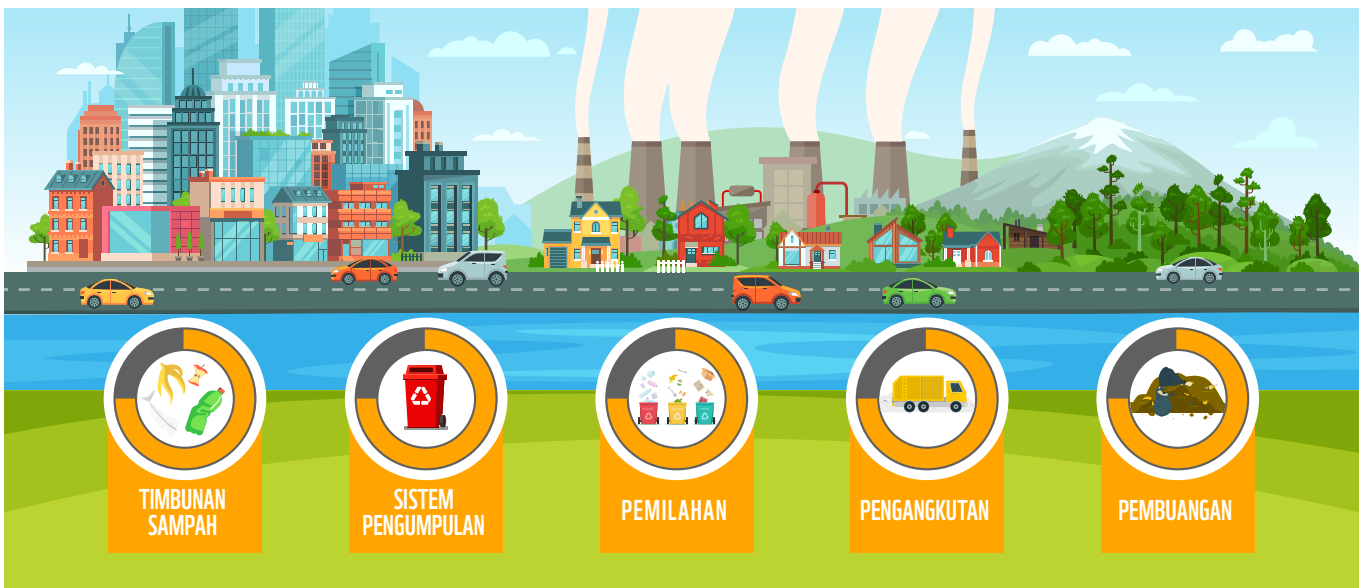 TIMBUNAN
SAMPAH
SISTEM
PENGUMPULAN
PEMILAHAN
PENGANGKUTAN
PEMBUANGAN